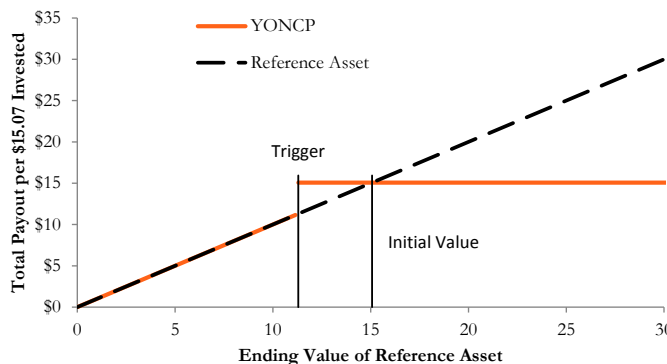 $35
$30
$25
$20
$15
$10
$5
$0
Total Payout per $15.07 Invested
YONCP
Reference Asset
Trigger
Initial Value
0
5
10
15
20
25
30
Ending Value of Reference Asset